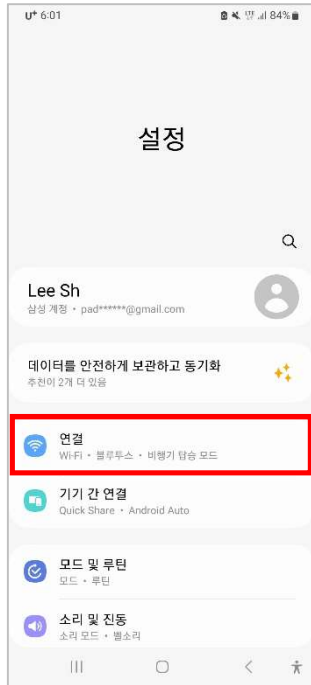 U+ 6:01 84%
설정
Lee Sh
삼성 계정 • pad******@gmail.com
데이터를 안전하게 보관하고 동기화
추천이 2개 더 있음
연결
Wi-Fi • 블루투스 • 비행기 탑승 모드
기기 간 연결
Quick Share • Android Auto
모드 및 루틴
모드 • 루틴
소리 및 진동
소리 모드 • 벨소리